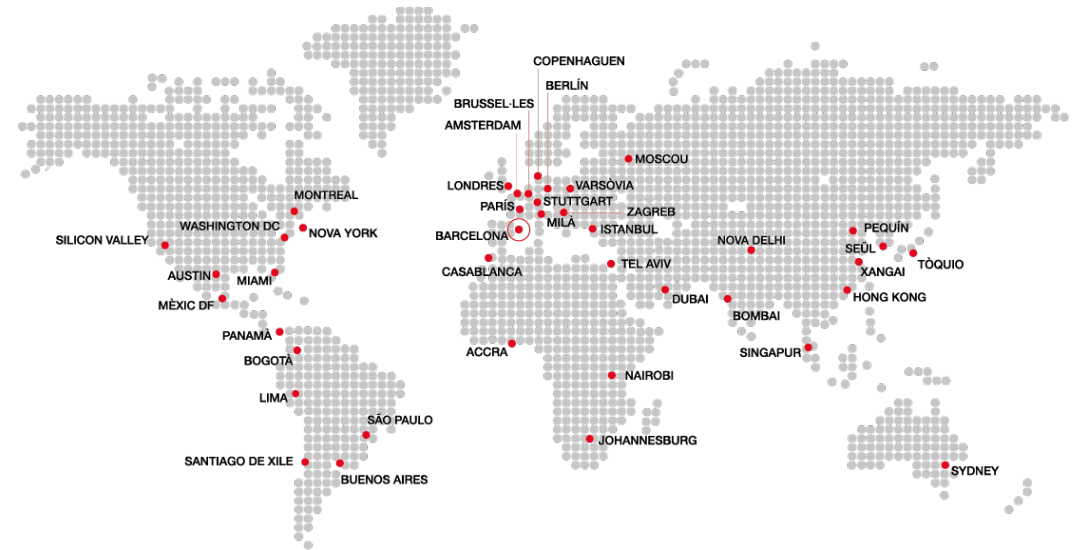 COPENHAGUEN
BERLÍN
BRUSSEL·LES
AMSTERDAM
MOSCOU
LONDRES
VARSÒVIA
MONTREAL
STUTTGART
PARÍS
ZAGREB
MILÀ
WASHINGTON DC
NOVA YORK
BARCELONA
ISTANBUL
PEQUÍN
SILICON VALLEY
NOVA DELHI
SEÜL
TÒQUIO
CASABLANCA
TEL AVIV
XANGAI
AUSTIN
MIAMI
MÈXIC DF
DUBAI
HONG KONG
BOMBAI
PANAMÀ
ACCRA
SINGAPUR
BOGOTÀ
NAIROBI
LIMA
SÃO PAULO
JOHANNESBURG
SANTIAGO DE XILE
SYDNEY
BUENOS AIRES